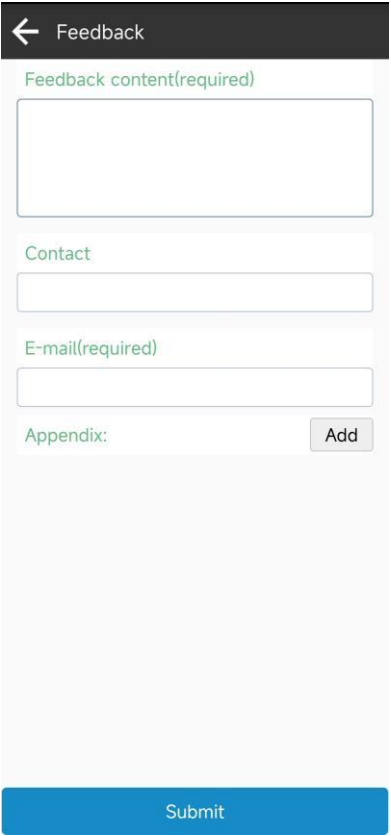 Feedback
Feedback content(required)
Contact
E-mail(required)
Appendix:
Add
Submit